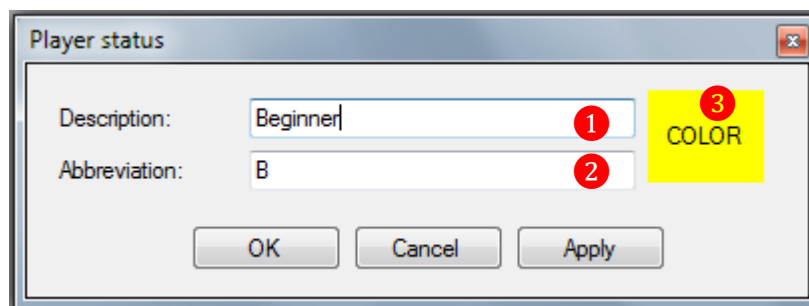 Player status
Description: Beginner 1
3
COLOR
Abbreviation: B 2
OK Cancel Apply